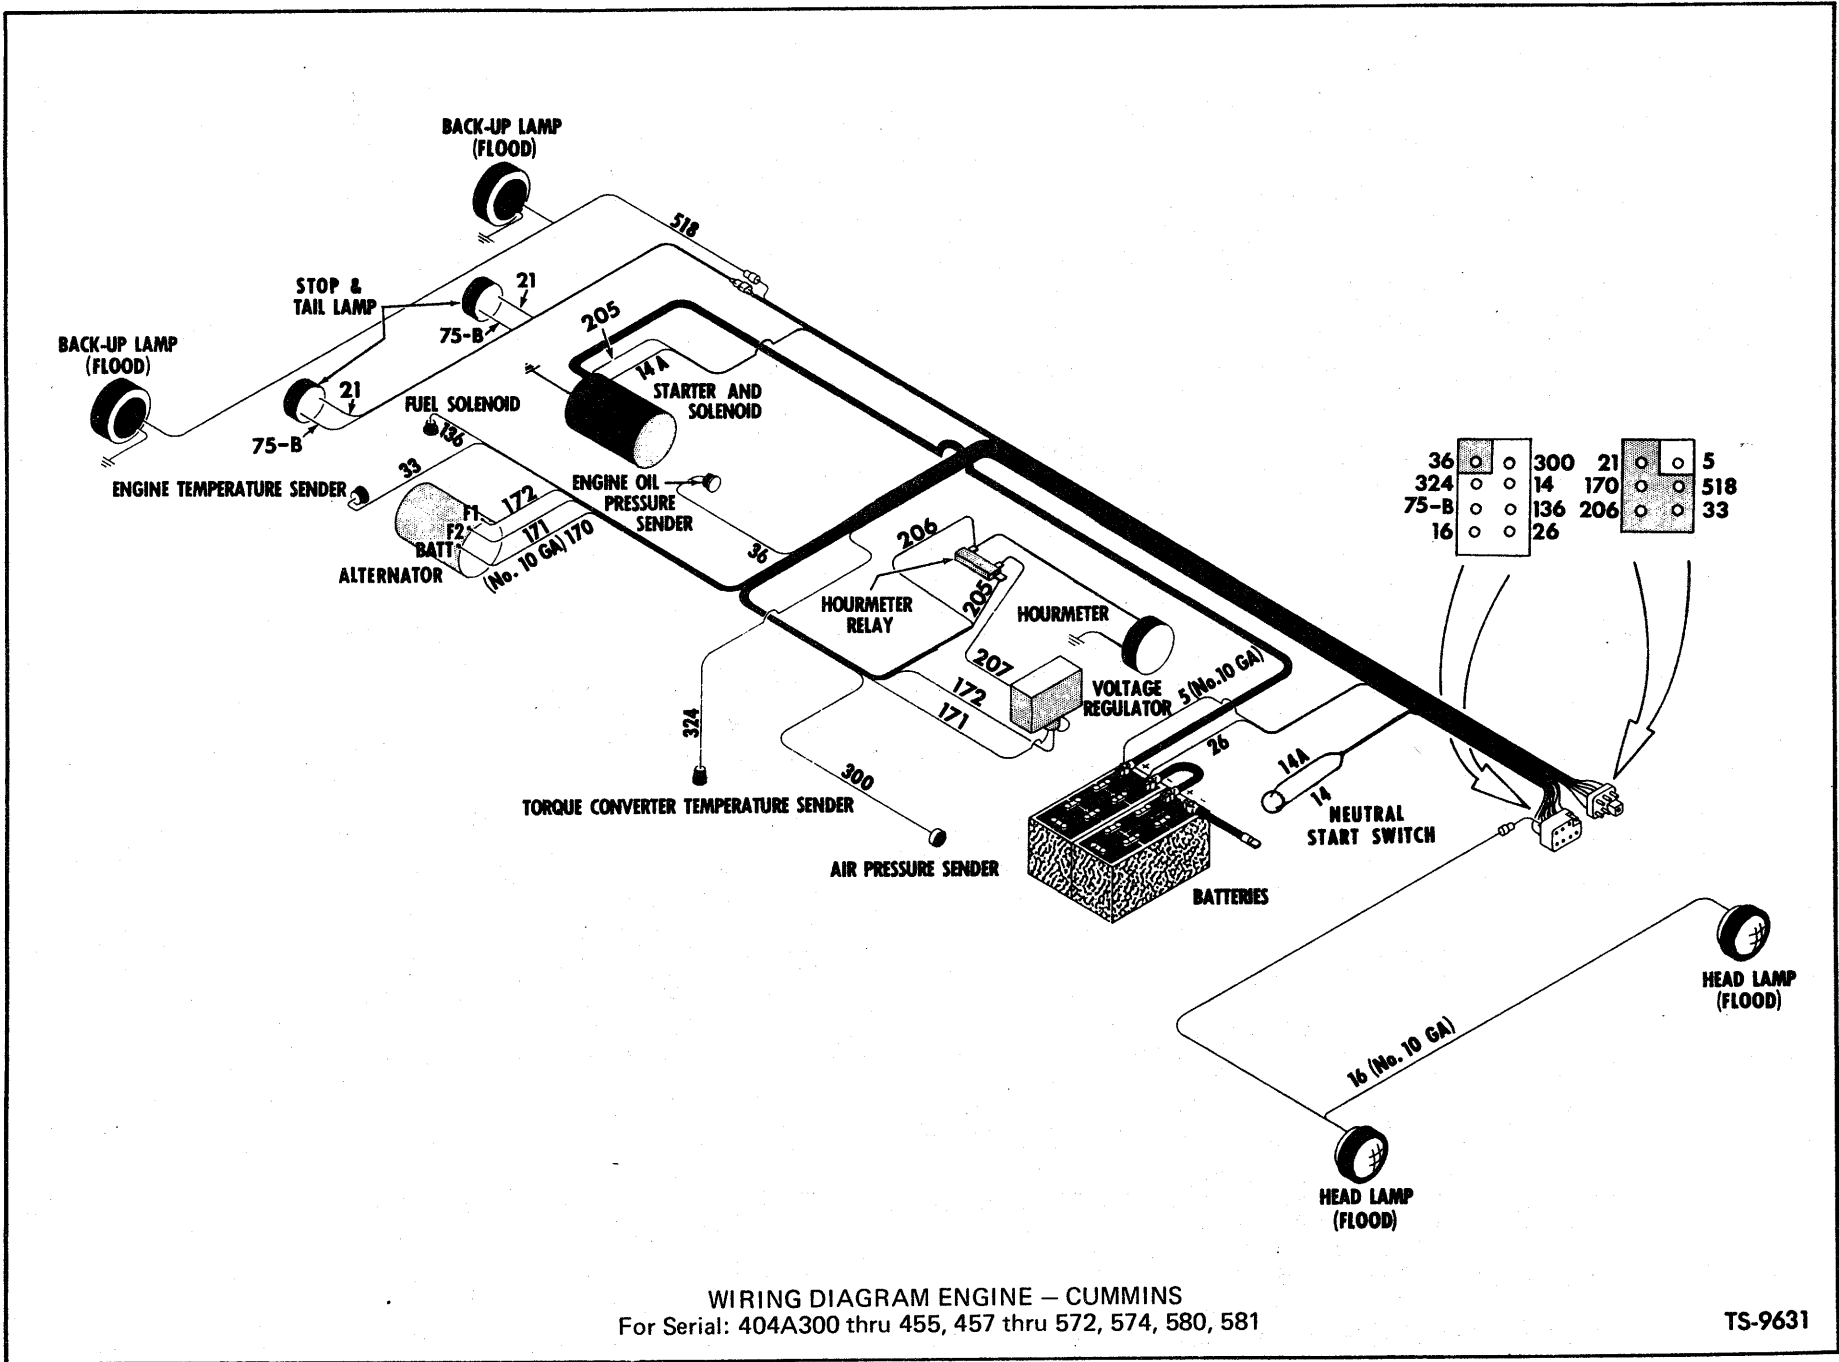 BACK-UP LAMP
(FLOOD)
518
STOP &
TAIL LAMP
21
75-B
205
14 A
BACK-UP LAMP
(FLOOD)
21
75-B
STARTER AND
SOLENOID
FUEL SOLENOID
136
33
ENGINE TEMPERATURE SENDER
ENGINE OIL
PRESSURE
SENDER
36
F1
F2
BATT
172
171
(No. 10 GA) 170
ALTERNATOR
206
HOURMETER
RELAY
205
HOURMETER
207
172
171
VOLTAGE
REGULATOR
5 (No.10 GA)
26
324
300
TORQUE CONVERTER TEMPERATURE SENDER
AIR PRESSURE SENDER
BATTERIES
14A
14
NEUTRAL
START SWITCH
36 300
324 14
75-B 136
16 26
21 5
170 518
206 33
HEAD LAMP
(FLOOD)
16 (No. 10 GA)
HEAD LAMP
(FLOOD)
WIRING DIAGRAM ENGINE – CUMMINS
For Serial: 404A300 thru 455, 457 thru 572, 574, 580, 581
TS-9631